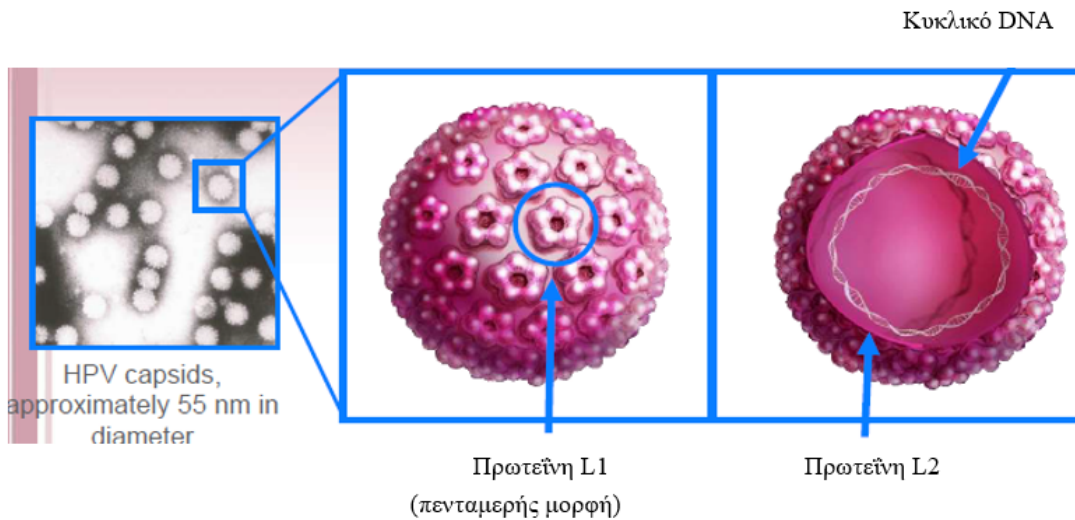 Κυκλικό DNA
HPV capsids,
approximately 55 nm in
diameter
Πρωτεΐνη L1
(πενταμερής μορφή)
Πρωτεΐνη L2